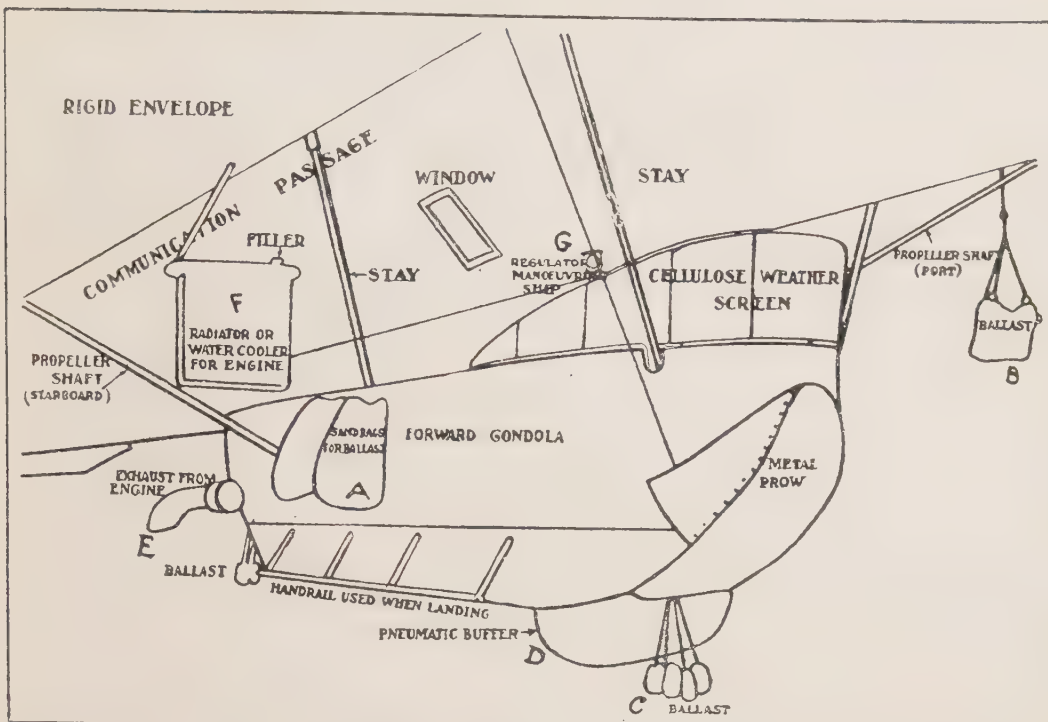 RIGID ENVELOPE
COMMUNICATION PASSAGE
WINDOW
STAY
FILLER
STAY
G
REGULATOR
MANOEUVRING
SHIP
CELLULOSE WEATHER
SCREEN
PROPELLER SHAFT
(PORT)
BALLAST
B
F
RADIATOR OR
WATER COOLER
FOR ENGINE
PROPELLER
SHAFT
(STARBOARD)
SANDBAGS
FOR BALLAST
A
FORWARD GONDOLA
METAL
PROW
EXHAUST FROM
ENGINE
E
BALLAST
HANDRAIL USED WHEN LANDING
PNEUMATIC BUFFER
D
C BALLAST